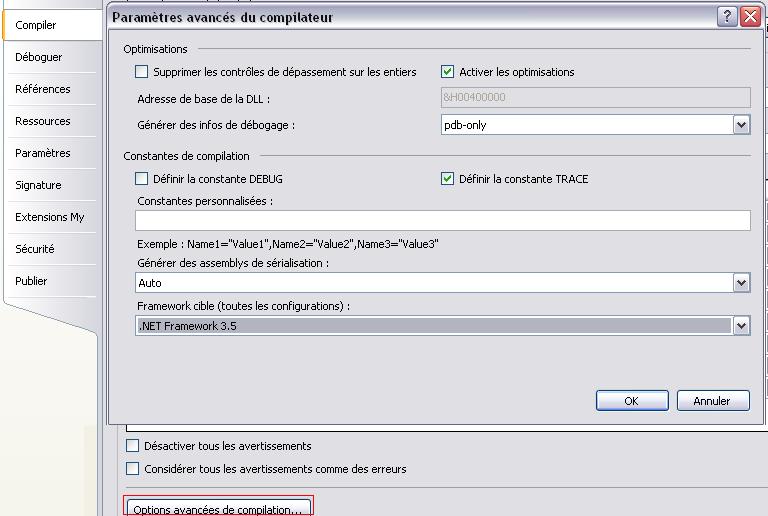 Compiler
Déboguer
Références
Ressources
Paramètres
Signature
Extensions My
Sécurité
Publier
Paramètres avancés du compilateur
Optimisations
Supprimer les contrôles de dépassement sur les entiers
Activer les optimisations
Adresse de base de la DLL :
&H00400000
Générer des infos de débogage :
pdb-only
Constantes de compilation
Définir la constante DEBUG
Définir la constante TRACE
Constantes personnalisées :
Exemple : Name1="Value1",Name2="Value2",Name3="Value3"
Générer des assemblys de sérialisation :
Auto
Framework cible (toutes les configurations) :
.NET Framework 3.5
OK
Annuler
Désactiver tous les avertissements
Considérer tous les avertissements comme des erreurs
Options avancées de compilation...